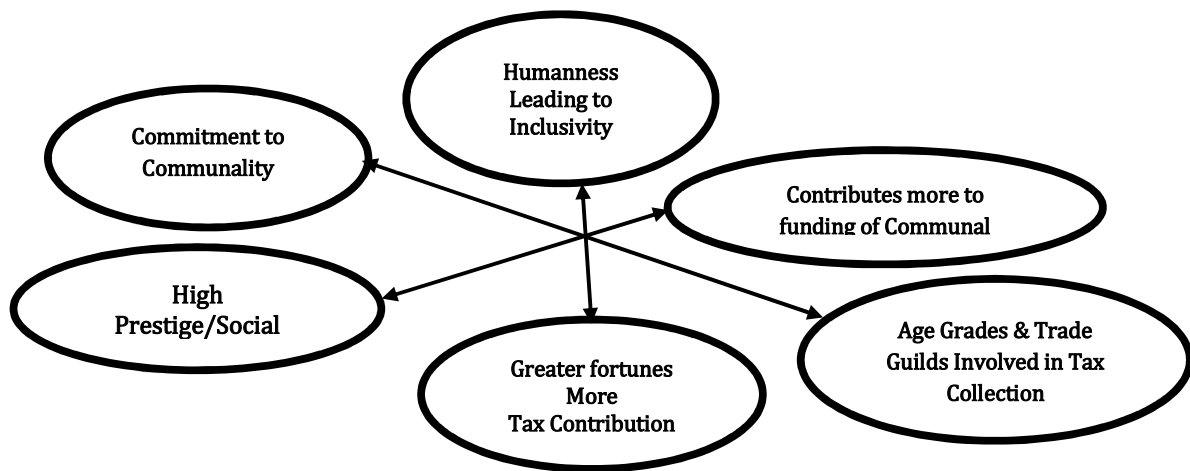 Humanness
Leading to
Inclusivity
Commitment to
Communality
Contributes more to
funding of Communal
High
Prestige/Social
Greater fortunes
More
Tax Contribution
Age Grades & Trade
Guilds Involved in Tax
Collection